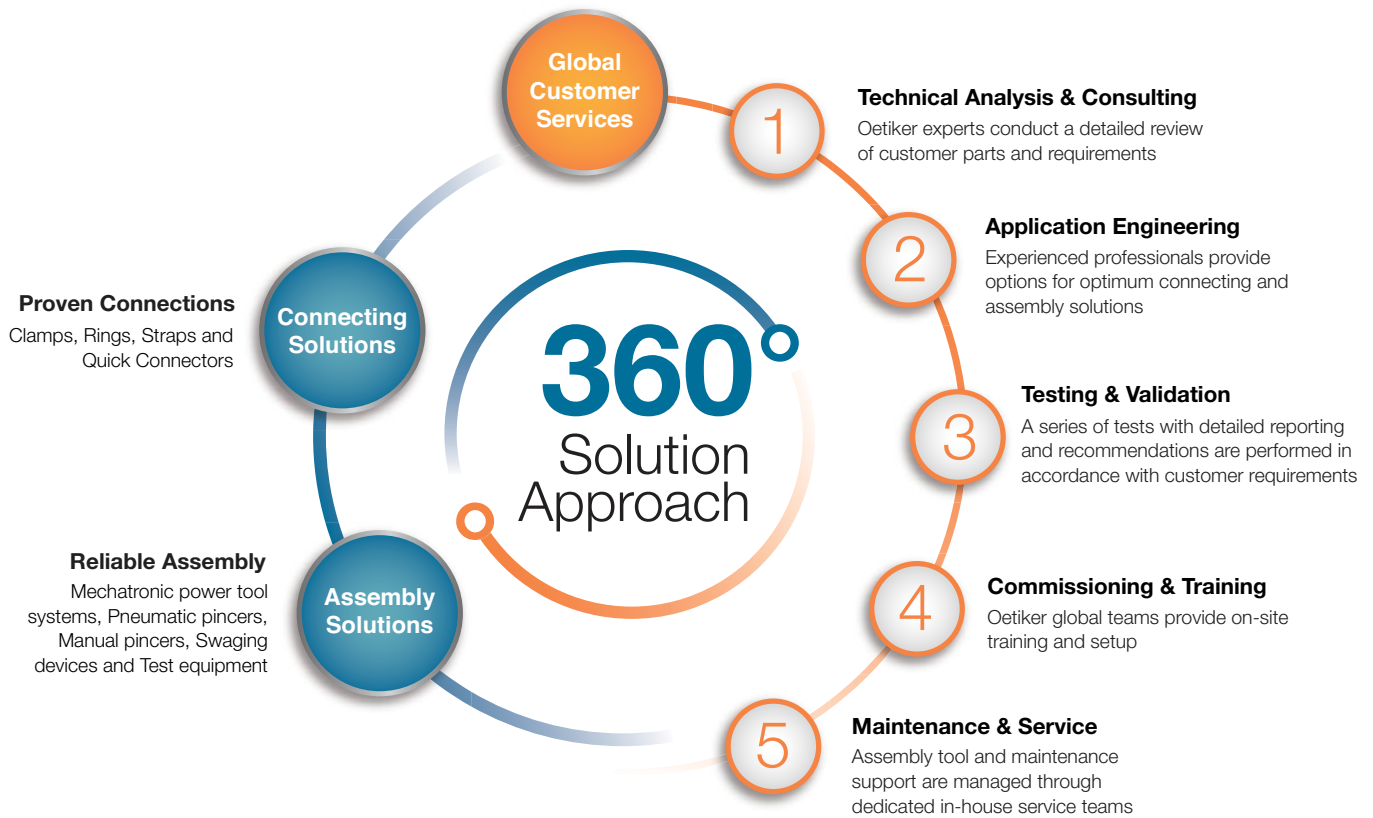 Global
Customer
Services
1
Technical Analysis & Consulting
Oetiker experts conduct a detailed review
of customer parts and requirements
2
Application Engineering
Experienced professionals provide
options for optimum connecting and
assembly solutions
3
Testing & Validation
A series of tests with detailed reporting
and recommendations are performed in
accordance with customer requirements
4
Commissioning & Training
Oetiker global teams provide on-site
training and setup
5
Maintenance & Service
Assembly tool and maintenance
support are managed through
dedicated in-house service teams
Proven Connections
Clamps, Rings, Straps and
Quick Connectors
Connecting
Solutions
Reliable Assembly
Mechatronic power tool
systems, Pneumatic pincers,
Manual pincers, Swaging
devices and Test equipment
Assembly
Solutions
360°
Solution
Approach